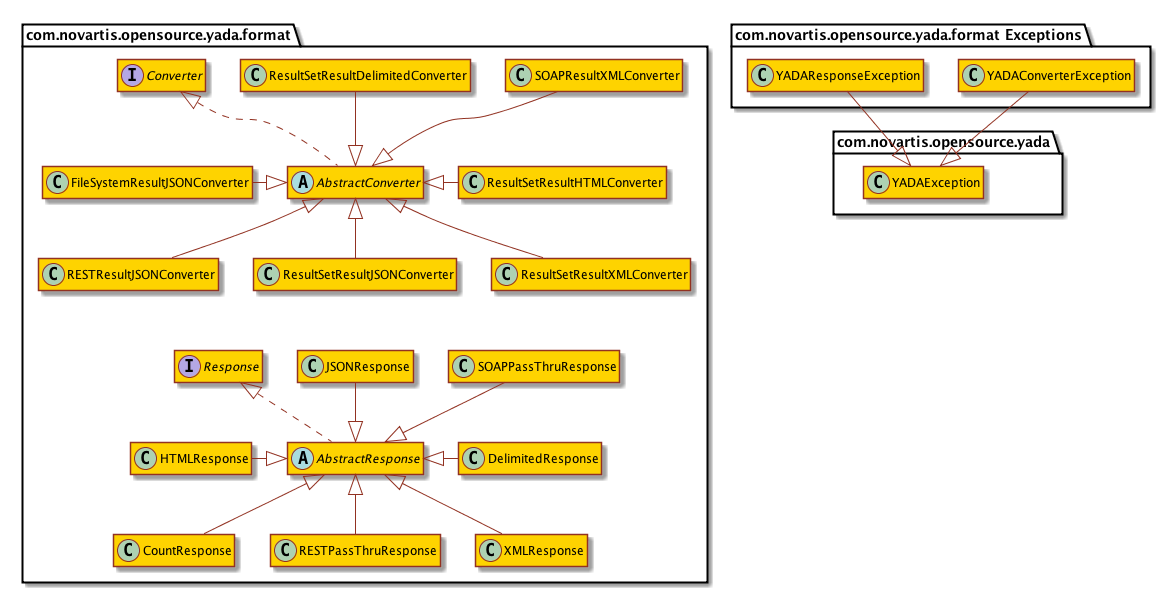 com.novartis.opensource.yada.format
I Converter
C ResultSetResultDelimitedConverter
C SOAPResultXMLConverter
C FileSystemResultJSONConverter
A AbstractConverter
C ResultSetResultHTMLConverter
C RESTResultJSONConverter
C ResultSetResultJSONConverter
C ResultSetResultXMLConverter
I Response
C JSONResponse
C SOAPPassThruResponse
C HTMLResponse
A AbstractResponse
C DelimitedResponse
C CountResponse
C RESTPassThruResponse
C XMLResponse
com.novartis.opensource.yada.format Exceptions
C YADAResponseException
C YADAConverterException
com.novartis.opensource.yada
C YADAException